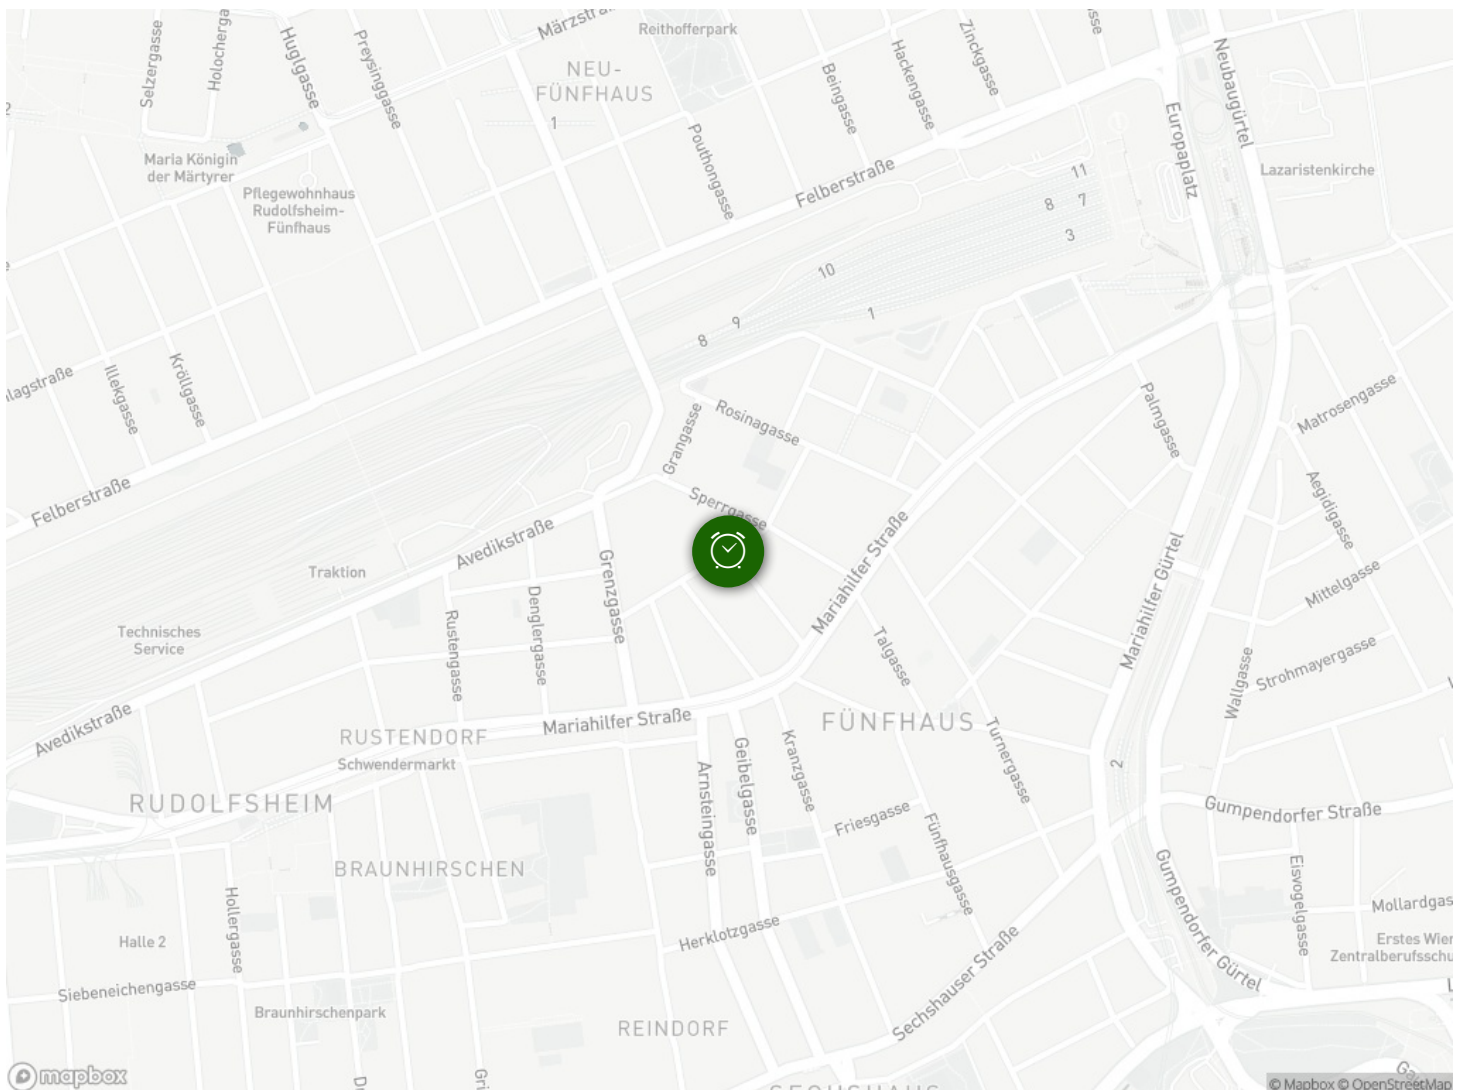 Märzstra
Reithofferpark
NEU-
FÜNFHAUS
1
Selzergasse
Holocherga
Huglgasse
Preysinggasse
Pouthongasse
Beingasse
Hackengasse
Zinckgasse
Europaplatz
Neubaugürtel
Lazaristenkirche
2
Maria Königin
der Märtyrer
Pflegewohnhaus
Rudolfsheim-
Fünfhaus
Felberstraße
11
8
7
3
10
9
8
1
lagstraße
Illekgasse
Kröllgasse
Grangasse
Rosinagasse
Palmgasse
Matrosengasse
Felberstraße
Sperrgasse
Aegidigasse
Avedikstraße
Mariahilfer Straße
Traktion
Grenzgasse
Denglergasse
Rustengasse
Mariahilfer Gürtel
Mittelgasse
Technisches
Service
Talgasse
Strohmayergasse
Wallgasse
Avedikstraße
Mariahilfer Straße
RUSTENDORF
Schwendermarkt
FÜNFHAUS
Turnergasse
Kranzgasse
Geibelgasse
Arnsteingasse
2
RUDOLFSHEIM
Friesgasse
Fünfhausgasse
Gumpendorfer Straße
BRAUNHIRSCHEN
Eisvogelgasse
Gumpendorfer Gürtel
Hollergasse
Mollardgas
Halle 2
Herklotzgasse
Erstes Wier
Zentralberufsschu
Sechshauser Straße
Siebeneichengasse
Braunhirschenpark
REINDORF
mapbox
© Mapbox © OpenStreetMap